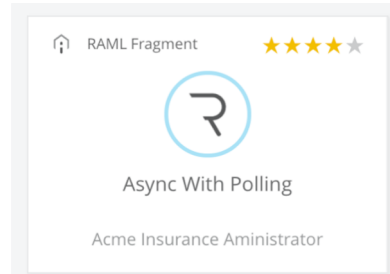 RAML Fragment
Async With Polling
Acme Insurance Aministrator